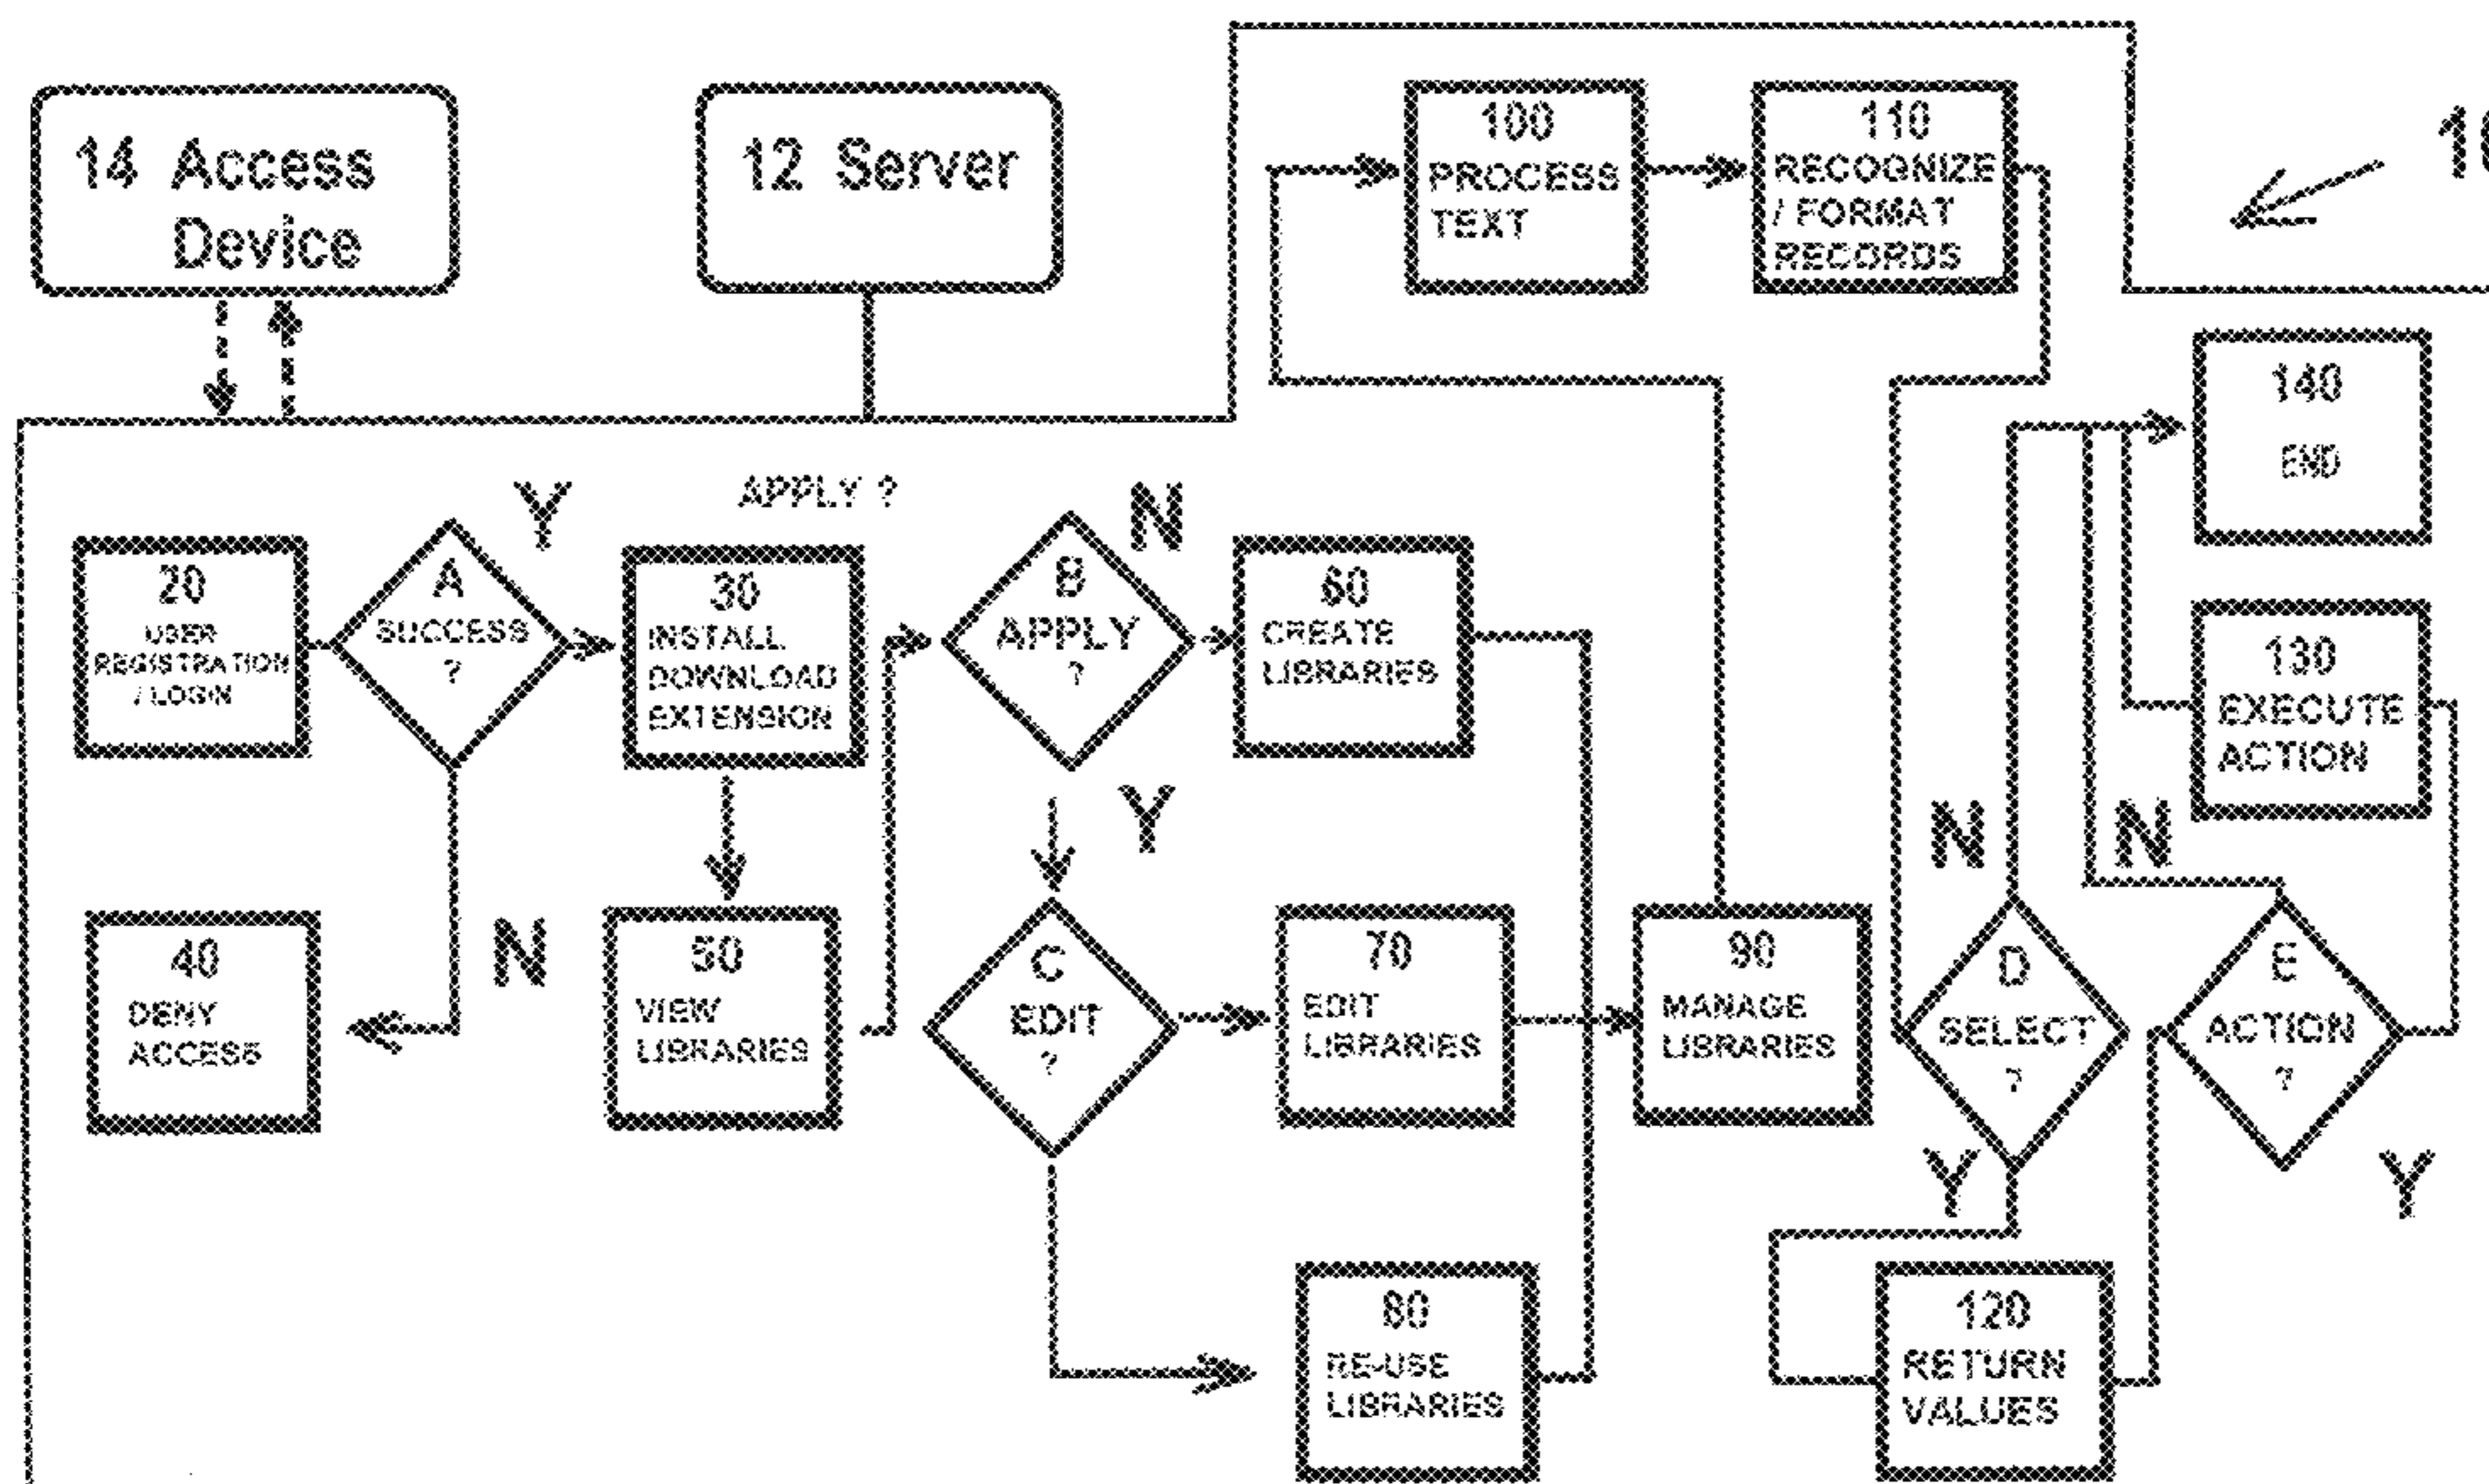 14 Access
Device
12 Server
100
PROCESS
TEXT
110
RECOGNIZE
/ FORMAT
RECORDS
140
END
Y
APPLY ?
N
20
USER
REGISTRATION
/ LOGIN
A
SUCCESS
?
30
INSTALL
DOWNLOAD
EXTENSION
B
APPLY
?
60
CREATE
LIBRARIES
130
EXECUTE
ACTION
Y
N
N
40
DENY
ACCESS
N
50
VIEW
LIBRARIES
C
EDIT
?
70
EDIT
LIBRARIES
90
MANAGE
LIBRARIES
D
SELECT
?
E
ACTION
?
Y
Y
80
RE-USE
LIBRARIES
120
RETURN
VALUES